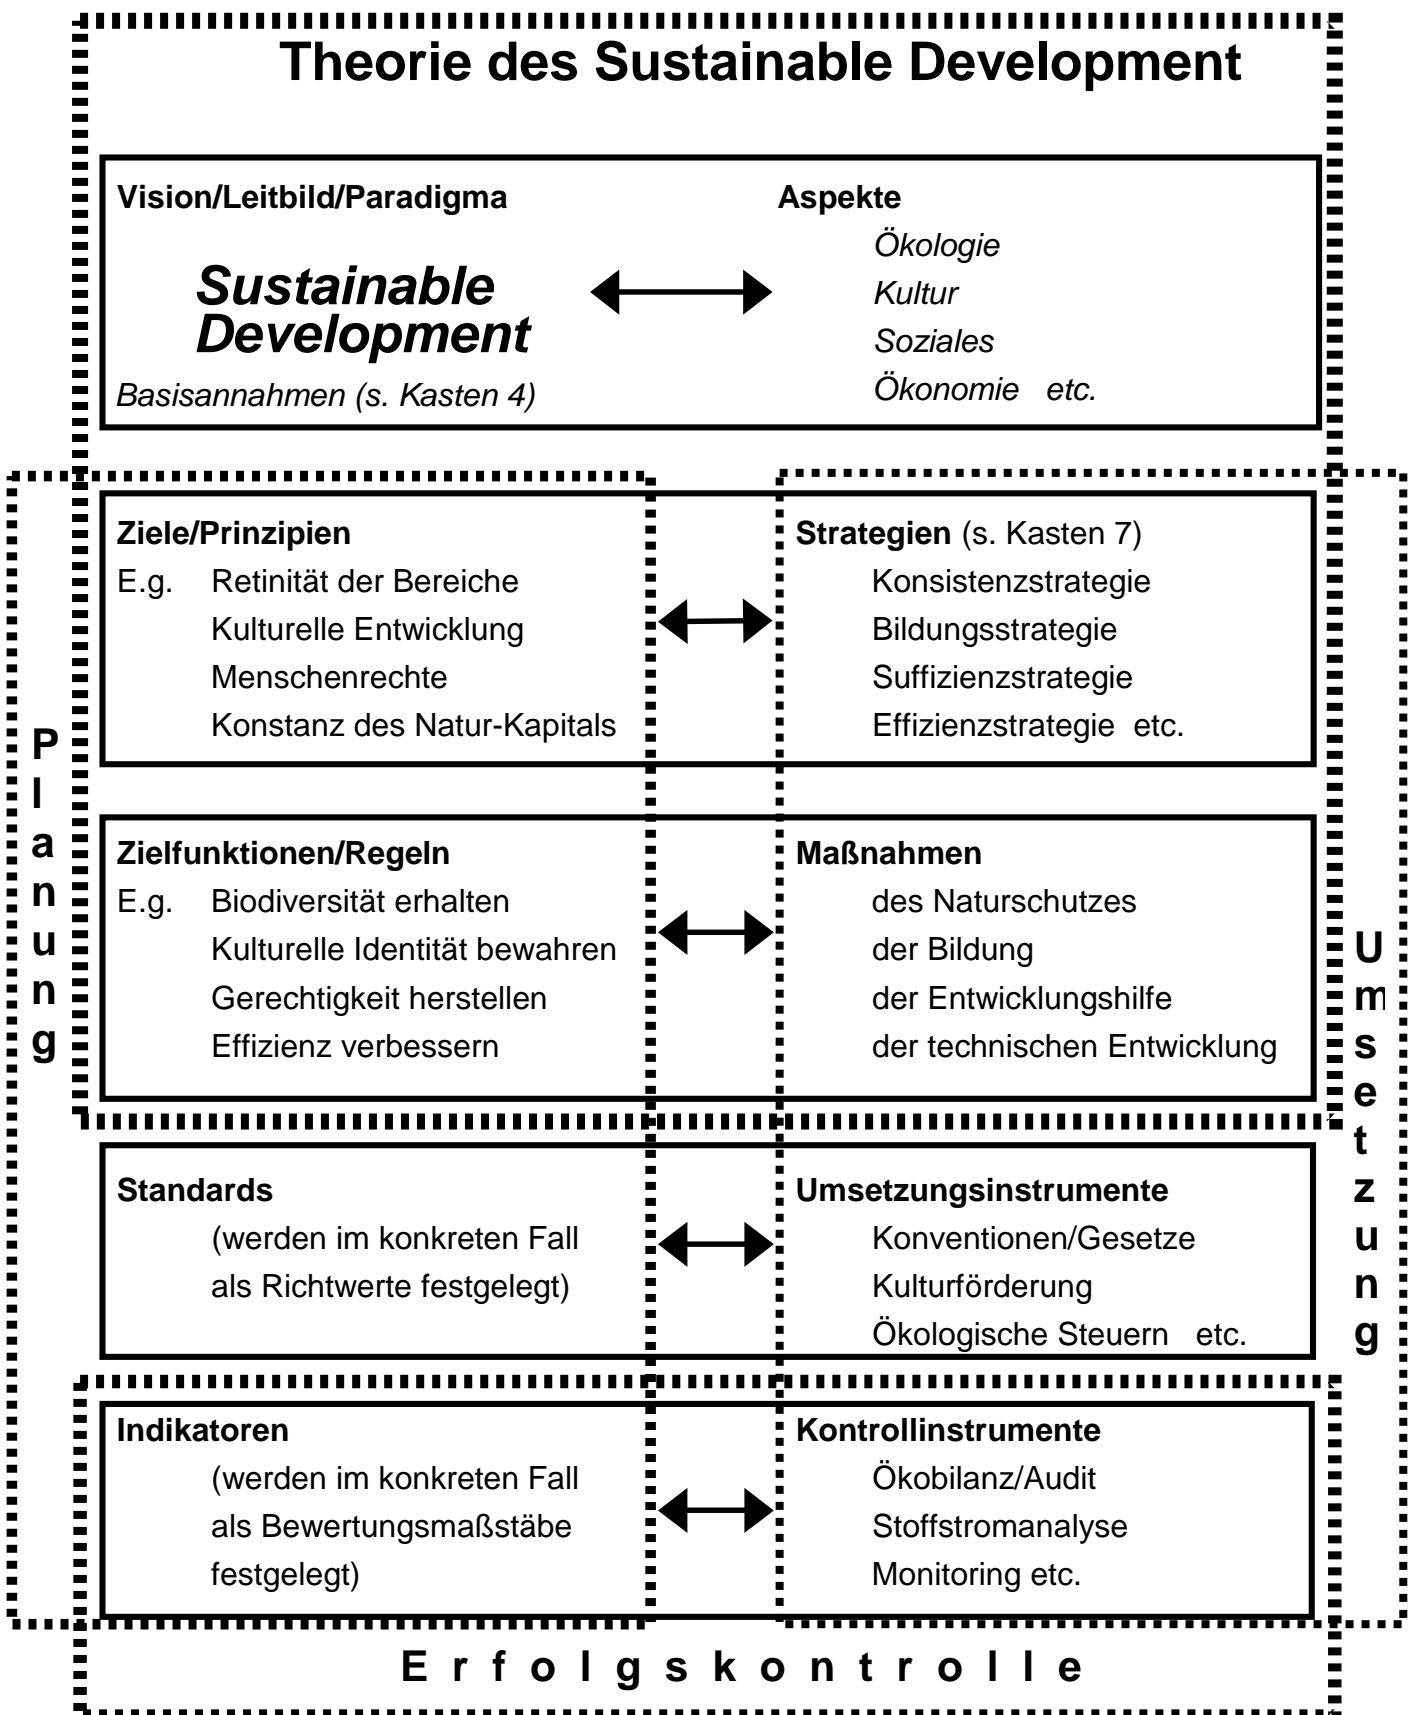 Theorie des Sustainable Development
Vision/Leitbild/Paradigma
Sustainable
Development
Basisannahmen (s. Kasten 4)
Aspekte
Ökologie
Kultur
Soziales
Ökonomie etc.
Planung
Ziele/Prinzipien
E.g. Retinität der Bereiche
Kulturelle Entwicklung
Menschenrechte
Konstanz des Natur-Kapitals
Strategien (s. Kasten 7)
Konsistenzstrategie
Bildungsstrategie
Suffizienzstrategie
Effizienzstrategie etc.
Zielfunktionen/Regeln
E.g. Biodiversität erhalten
Kulturelle Identität bewahren
Gerechtigkeit herstellen
Effizienz verbessern
Maßnahmen
des Naturschutzes
der Bildung
der Entwicklungshilfe
der technischen Entwicklung
Umsetzung
Standards
(werden im konkreten Fall
als Richtwerte festgelegt)
Umsetzungsinstrumente
Konventionen/Gesetze
Kulturförderung
Ökologische Steuern etc.
Indikatoren
(werden im konkreten Fall
als Bewertungsmaßstäbe
festgelegt)
Kontrollinstrumente
Ökobilanz/Audit
Stoffstromanalyse
Monitoring etc.
Erfolgskontrolle